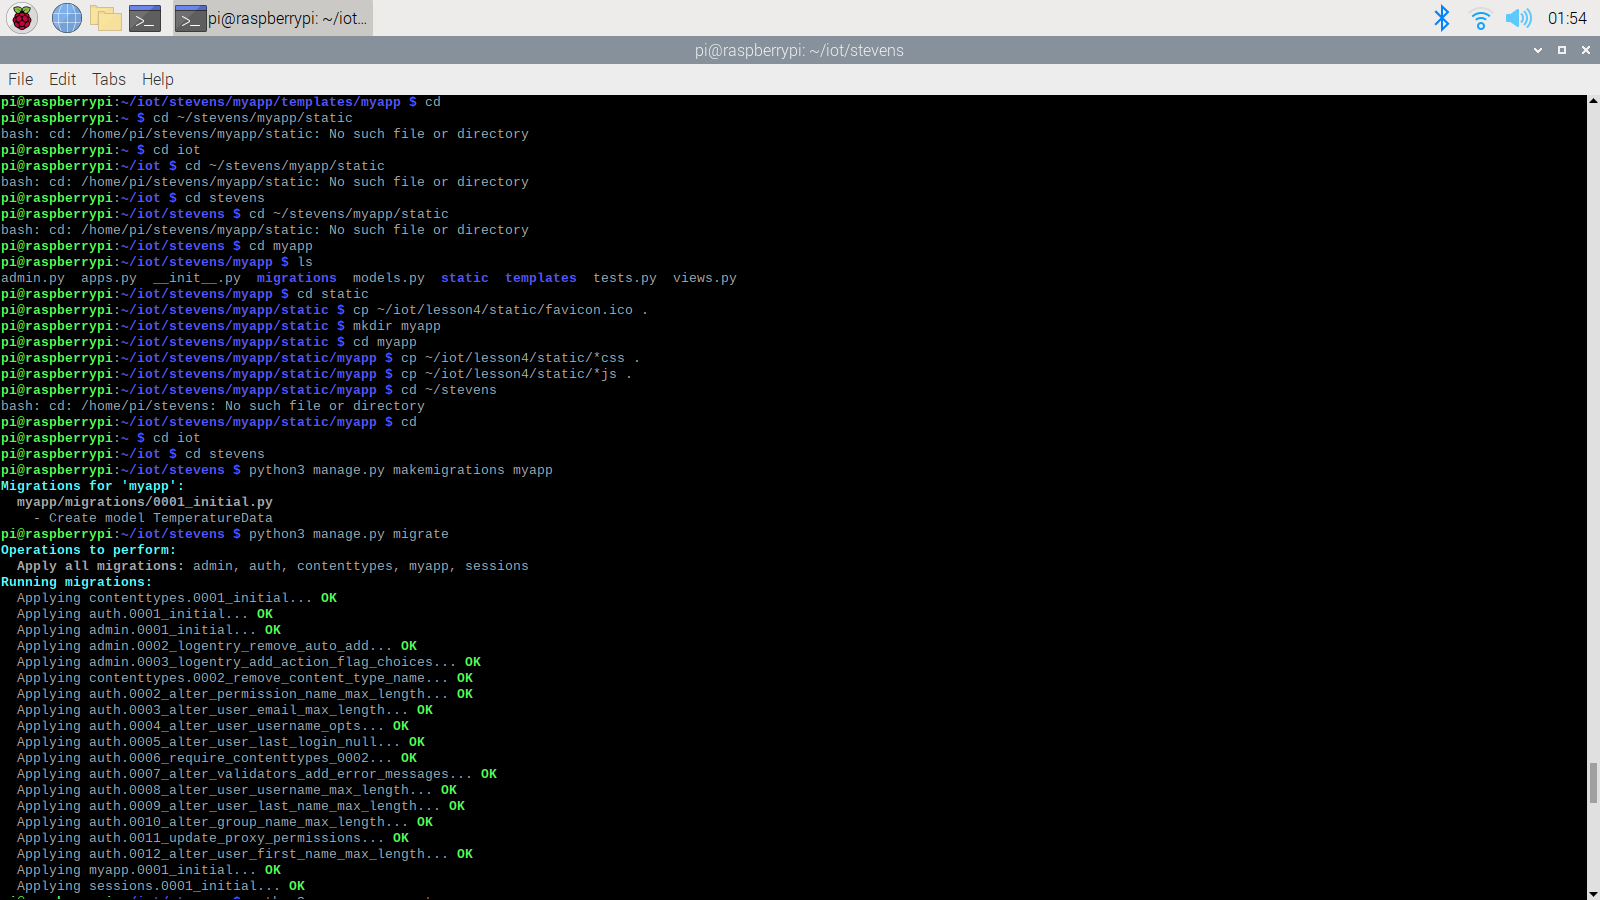 pi@raspberrypi: ~/iot...
01:54
pi@raspberrypi: ~/iot/stevens
File Edit Tabs Help
pi@raspberrypi:~/iot/stevens/myapp/templates/myapp $ cd
pi@raspberrypi:~ $ cd ~/stevens/myapp/static
bash: cd: /home/pi/stevens/myapp/static: No such file or directory
pi@raspberrypi:~ $ cd iot
pi@raspberrypi:~/iot $ cd ~/stevens/myapp/static
bash: cd: /home/pi/stevens/myapp/static: No such file or directory
pi@raspberrypi:~/iot $ cd stevens
pi@raspberrypi:~/iot/stevens $ cd ~/stevens/myapp/static
bash: cd: /home/pi/stevens/myapp/static: No such file or directory
pi@raspberrypi:~/iot/stevens $ cd myapp
pi@raspberrypi:~/iot/stevens/myapp $ ls
admin.py  apps.py  __init__.py  migrations  models.py  static  templates  tests.py  views.py
pi@raspberrypi:~/iot/stevens/myapp $ cd static
pi@raspberrypi:~/iot/stevens/myapp/static $ cp ~/iot/lesson4/static/favicon.ico .
pi@raspberrypi:~/iot/stevens/myapp/static $ mkdir myapp
pi@raspberrypi:~/iot/stevens/myapp/static $ cd myapp
pi@raspberrypi:~/iot/stevens/myapp/static/myapp $ cp ~/iot/lesson4/static/*css .
pi@raspberrypi:~/iot/stevens/myapp/static/myapp $ cp ~/iot/lesson4/static/*js .
pi@raspberrypi:~/iot/stevens/myapp/static/myapp $ cd ~/stevens
bash: cd: /home/pi/stevens: No such file or directory
pi@raspberrypi:~/iot/stevens/myapp/static/myapp $ cd
pi@raspberrypi:~ $ cd iot
pi@raspberrypi:~/iot $ cd stevens
pi@raspberrypi:~/iot/stevens $ python3 manage.py makemigrations myapp
Migrations for 'myapp':
  myapp/migrations/0001_initial.py
    - Create model TemperatureData
pi@raspberrypi:~/iot/stevens $ python3 manage.py migrate
Operations to perform:
  Apply all migrations: admin, auth, contenttypes, myapp, sessions
Running migrations:
  Applying contenttypes.0001_initial... OK
  Applying auth.0001_initial... OK
  Applying admin.0001_initial... OK
  Applying admin.0002_logentry_remove_auto_add... OK
  Applying admin.0003_logentry_add_action_flag_choices... OK
  Applying contenttypes.0002_remove_content_type_name... OK
  Applying auth.0002_alter_permission_name_max_length... OK
  Applying auth.0003_alter_user_email_max_length... OK
  Applying auth.0004_alter_user_username_opts... OK
  Applying auth.0005_alter_user_last_login_null... OK
  Applying auth.0006_require_contenttypes_0002... OK
  Applying auth.0007_alter_validators_add_error_messages... OK
  Applying auth.0008_alter_user_username_max_length... OK
  Applying auth.0009_alter_user_last_name_max_length... OK
  Applying auth.0010_alter_group_name_max_length... OK
  Applying auth.0011_update_proxy_permissions... OK
  Applying auth.0012_alter_user_first_name_max_length... OK
  Applying myapp.0001_initial... OK
  Applying sessions.0001_initial... OK